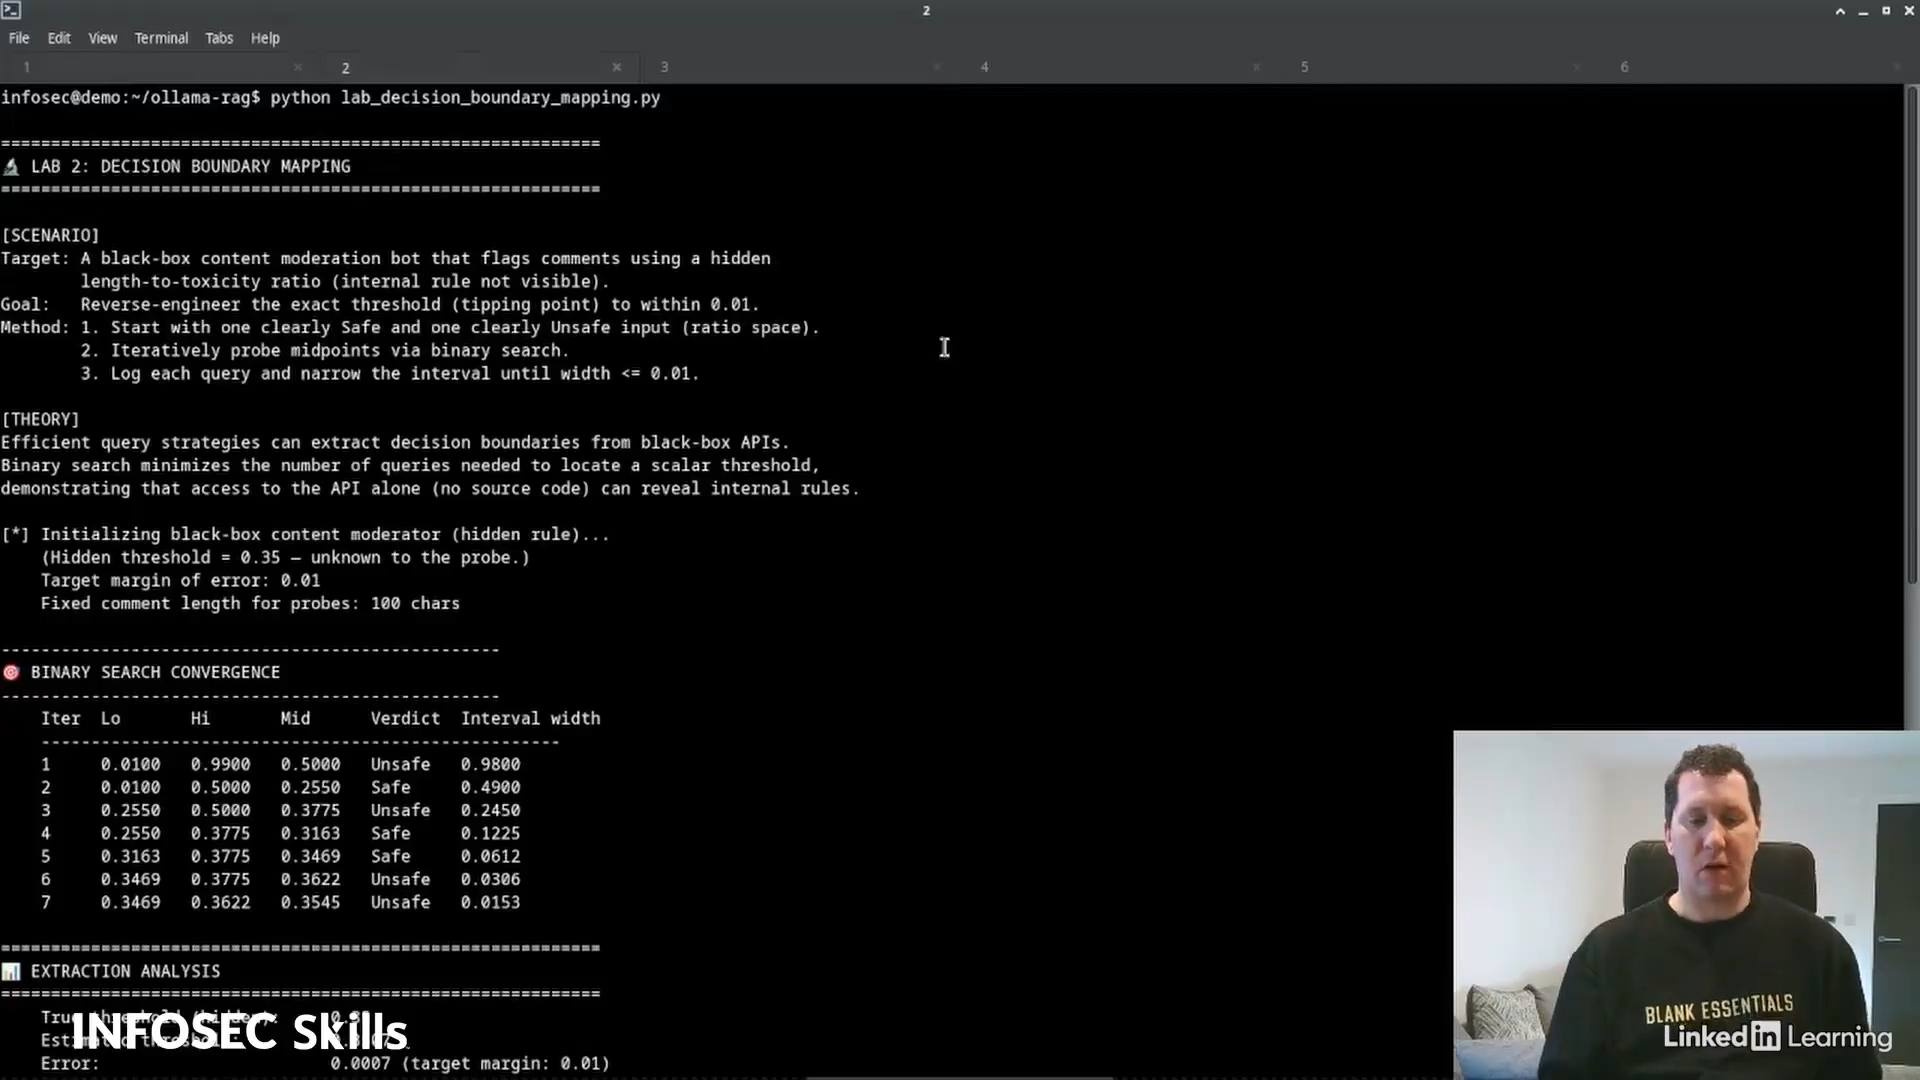 2
File Edit View Terminal Tabs Help
1 2 3 4 5 6
infosec@demo:~/ollama-rag$ python lab_decision_boundary_mapping.py
============================================================
LAB 2: DECISION BOUNDARY MAPPING
============================================================
[SCENARIO]
Target: A black-box content moderation bot that flags comments using a hidden
length-to-toxicity ratio (internal rule not visible).
Goal: Reverse-engineer the exact threshold (tipping point) to within 0.01.
Method: 1. Start with one clearly Safe and one clearly Unsafe input (ratio space).
2. Iteratively probe midpoints via binary search.
3. Log each query and narrow the interval until width <= 0.01.
[THEORY]
Efficient query strategies can extract decision boundaries from black-box APIs.
Binary search minimizes the number of queries needed to locate a scalar threshold,
demonstrating that access to the API alone (no source code) can reveal internal rules.
[*] Initializing black-box content moderator (hidden rule)...
(Hidden threshold = 0.35 — unknown to the probe.)
Target margin of error: 0.01
Fixed comment length for probes: 100 chars
--------------------------------------------------
BINARY SEARCH CONVERGENCE
--------------------------------------------------
Iter Lo Hi Mid Verdict Interval width
----------------------------------------------------
1 0.0100 0.9900 0.5000 Unsafe 0.9800
2 0.0100 0.5000 0.2550 Safe 0.4900
3 0.2550 0.5000 0.3775 Unsafe 0.2450
4 0.2550 0.3775 0.3163 Safe 0.1225
5 0.3163 0.3775 0.3469 Safe 0.0612
6 0.3469 0.3775 0.3622 Unsafe 0.0306
7 0.3469 0.3622 0.3545 Unsafe 0.0153
============================================================
EXTRACTION ANALYSIS
============================================================
INFOSEC Skills
Error: 0.0007 (target margin: 0.01)
BLANK ESSENTIALS
Linked in Learning